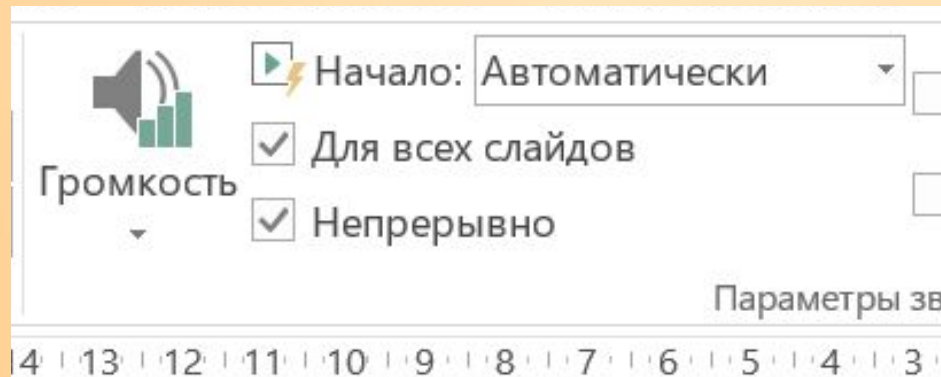 Начало: Автоматически
Для всех слайдов
Громкость
Непрерывно
Параметры зв
14 13 12 11 10 9 8 7 6 5 4 3